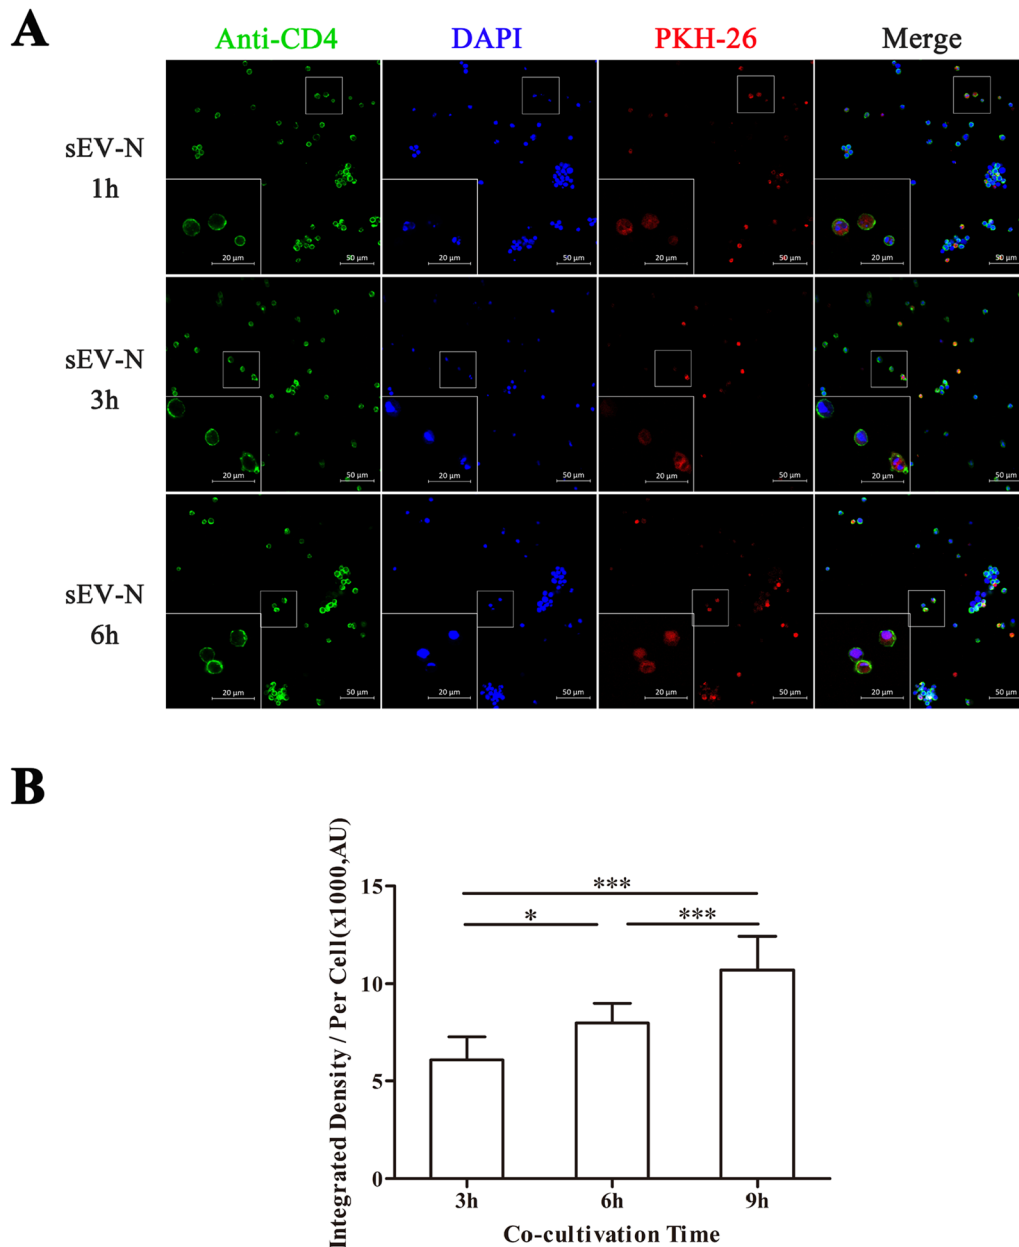 A
Anti-CD4 DAPI PKH-26 Merge
sEV-N
1h
20 µm 50 µm 20 µm 50 µm 20 µm 50 µm 20 µm 50 µm
sEV-N
3h
20 µm 50 µm 20 µm 50 µm 20 µm 50 µm 20 µm 50 µm
sEV-N
6h
20 µm 50 µm 20 µm 50 µm 20 µm 50 µm 20 µm 50 µm
B
Integrated Density / Per Cell(x1000,AU)
15
10
5
0
***
* ***
3h 6h 9h
Co-cultivation Time